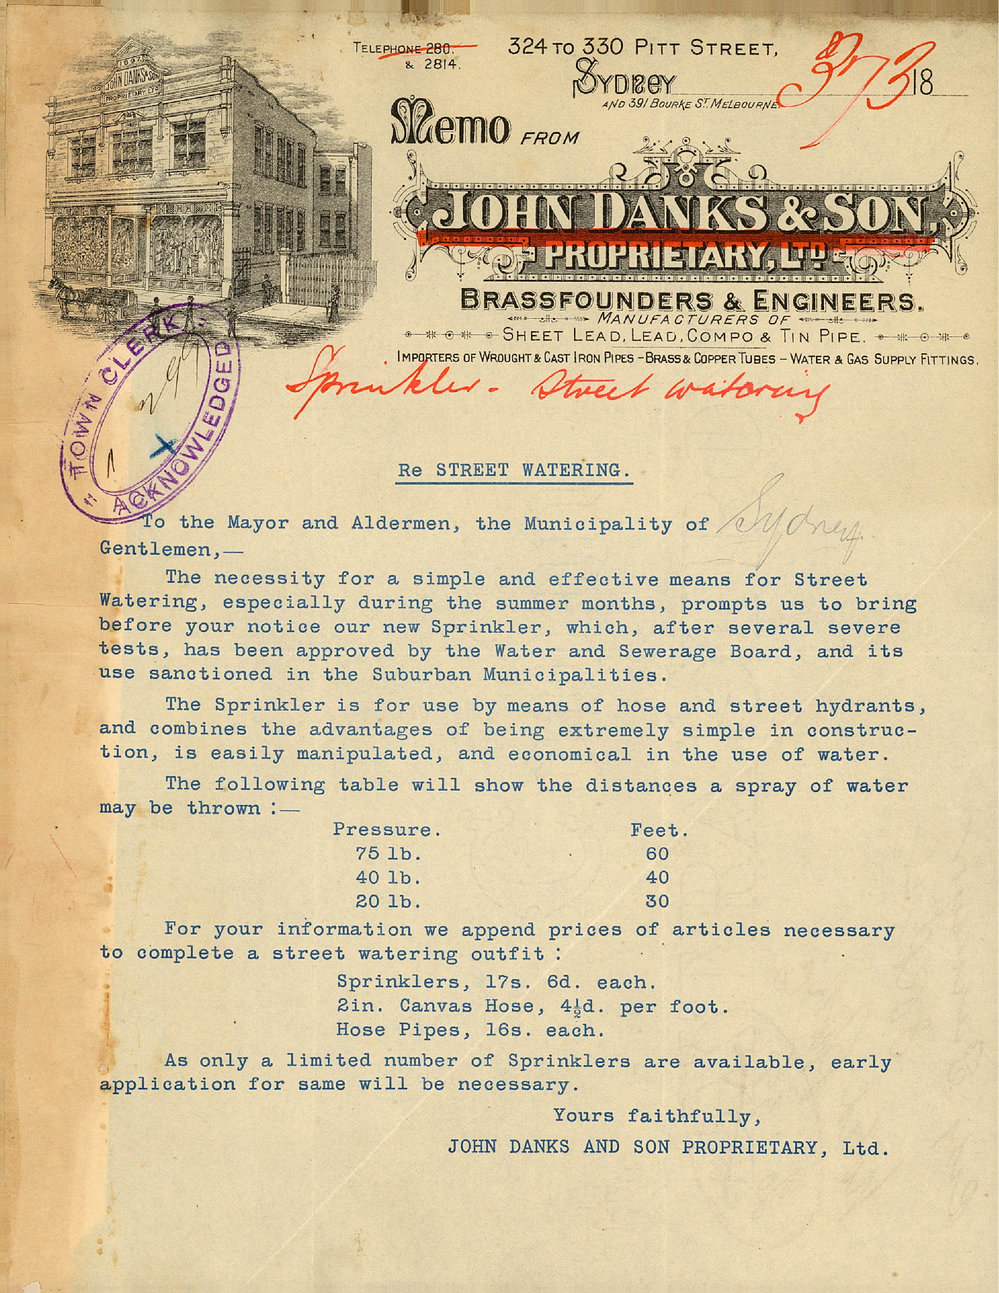 TELEPHONE 280.
& 2814.
324 TO 330 PITT STREET,
SYDNEY 18
AND 391 BOURKE ST. MELBOURNE.
Memo FROM
JOHN DANKS & SON
PROPRIETARY, LTD
BRASSFOUNDERS & ENGINEERS.
MANUFACTURERS OF
SHEET LEAD, LEAD, COMPO & TIN PIPE.
IMPORTERS OF WROUGHT & CAST IRON PIPES – BRASS & COPPER TUBES – WATER & GAS SUPPLY FITTINGS.
JOHN DANKS & SON
PROPRIETARY LTD
Sprinkler - Street watering
TOWN CLERK
ACKNOWLEDGED
Re STREET WATERING.
To the Mayor and Aldermen, the Municipality of Sydney.
Gentlemen,—
The necessity for a simple and effective means for Street
Watering, especially during the summer months, prompts us to bring
before your notice our new Sprinkler, which, after several severe
tests, has been approved by the Water and Sewerage Board, and its
use sanctioned in the Suburban Municipalities.
The Sprinkler is for use by means of hose and street hydrants,
and combines the advantages of being extremely simple in construc-
tion, is easily manipulated, and economical in the use of water.
The following table will show the distances a spray of water
may be thrown :—
Pressure. Feet.
75 lb. 60
40 lb. 40
20 lb. 30
For your information we append prices of articles necessary
to complete a street watering outfit :
Sprinklers, 17s. 6d. each.
2in. Canvas Hose, 4½d. per foot.
Hose Pipes, 16s. each.
As only a limited number of Sprinklers are available, early
application for same will be necessary.
Yours faithfully,
JOHN DANKS AND SON PROPRIETARY, Ltd.